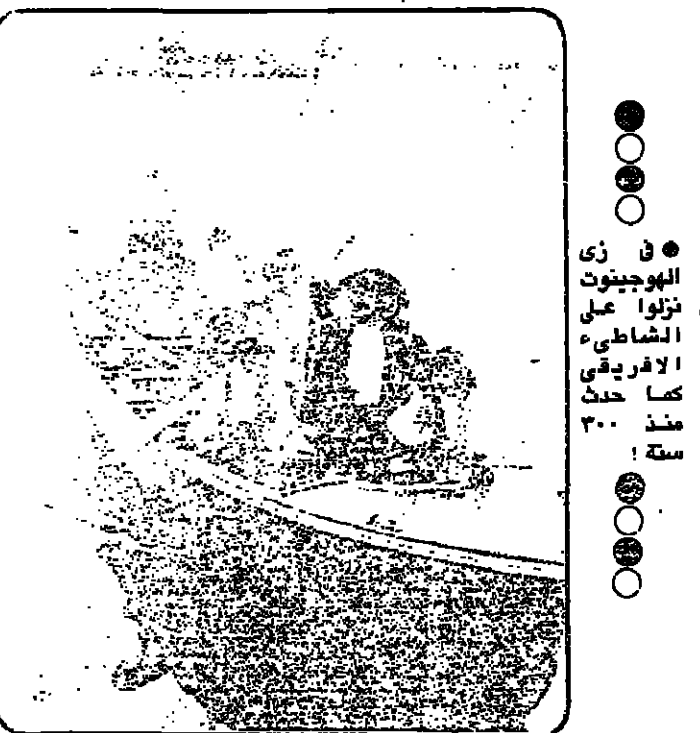 ● فى زى
الهوجينوت
نزلوا على
الشاطىء
الافريقى
كما حدث
منذ ٣٠٠
سنة !